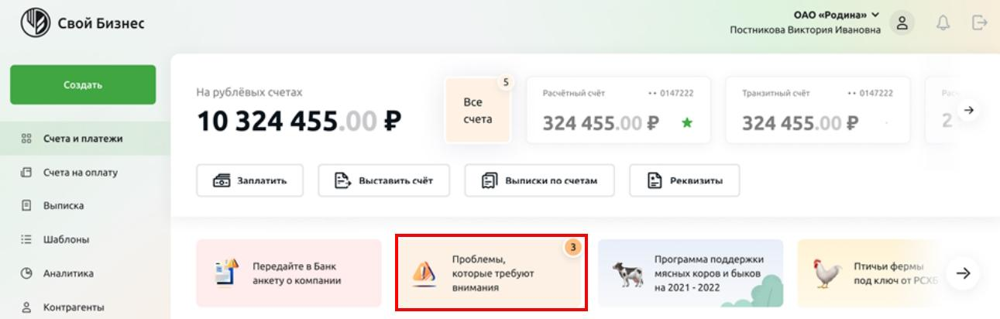 Свой Бизнес
ОАО «Родина»
Постникова Виктория Ивановна
Создать
Счета и платежи
Счета на оплату
Выписка
Шаблоны
Аналитика
Контрагенты
На рублёвых счетах
10 324 455.00 ₽
Все
счета
5
Расчётный счёт •• 0147222
324 455.00 ₽
Транзитный счёт •• 0147222
324 455.00 ₽
2
Заплатить
Выставить счёт
Выписки по счетам
Реквизиты
Передайте в Банк
анкету о компании
Проблемы,
которые требуют
внимания
3
Программа поддержки
мясных коров и быков
на 2021 - 2022
Птичьи фермы
под ключ от РСХБ